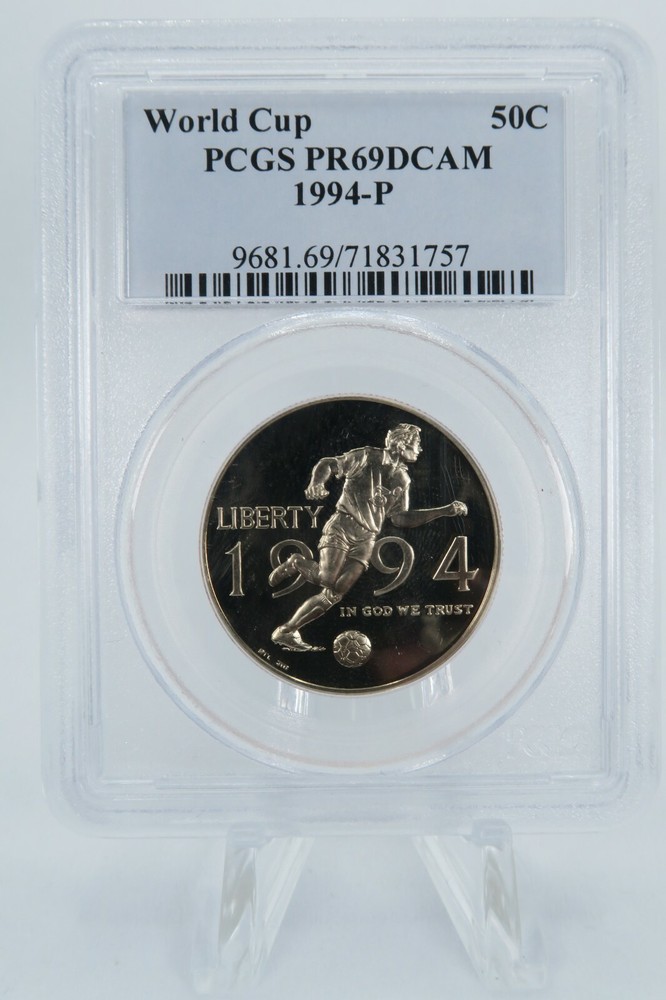 World Cup 50C
PCGS PR69DCAM
1994-P
9681.69/71831757
LIBERTY
1994
IN GOD WE TRUST